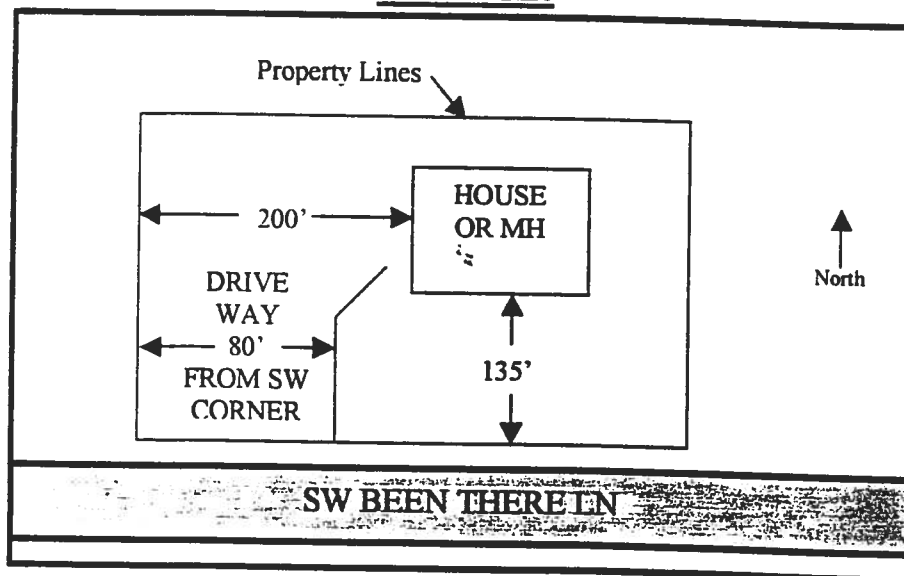 Property Lines
HOUSE
OR MH
200'
North
DRIVE
WAY
80'
FROM SW
CORNER
135'
SW BEEN THERE LN